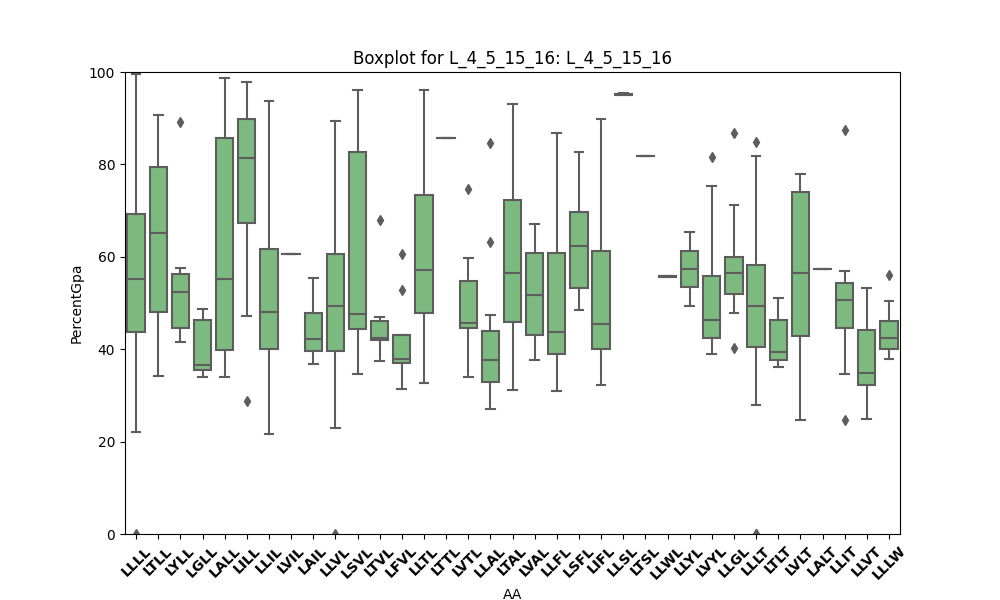 Boxplot for L_4_5_15_16: L_4_5_15_16
100
80
60
40
20
0
PercentGpa
LLLL LTLL LYLL LGLL LALL LILL LLIL LVIL LAIL LLVL LSVL LTVL LFVL LLTL LTTL LVTL LLAL LTAL LVAL LLFL LSFL LIFL LLSL LTSL LLWL LLYL LVYL LLGL LLLT LTLT LVLT LALT LLIT LLVT LLLW
AA